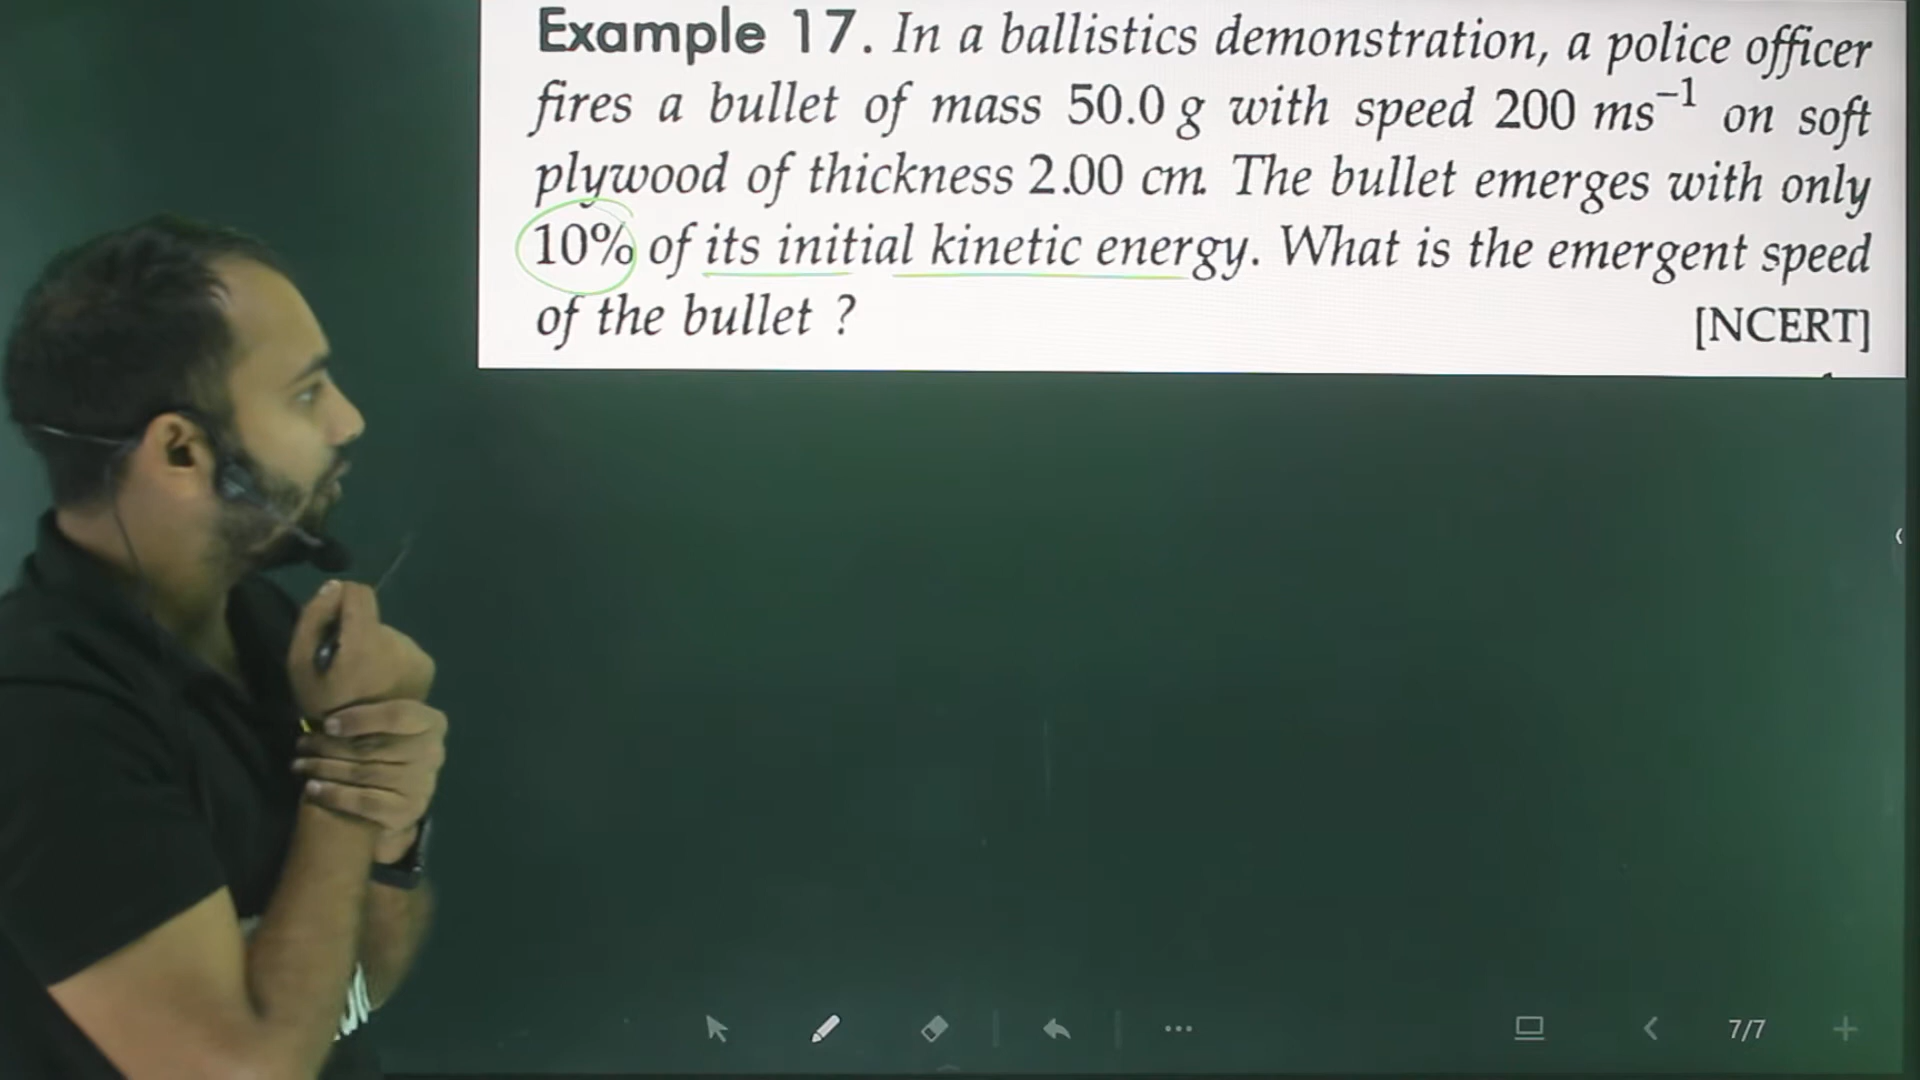 Example 17. In a ballistics demonstration, a police officer
fires a bullet of mass 50.0 g with speed 200 ms⁻¹ on soft
plywood of thickness 2.00 cm. The bullet emerges with only
10% of its initial kinetic energy. What is the emergent speed
of the bullet ?
[NCERT]
7/7